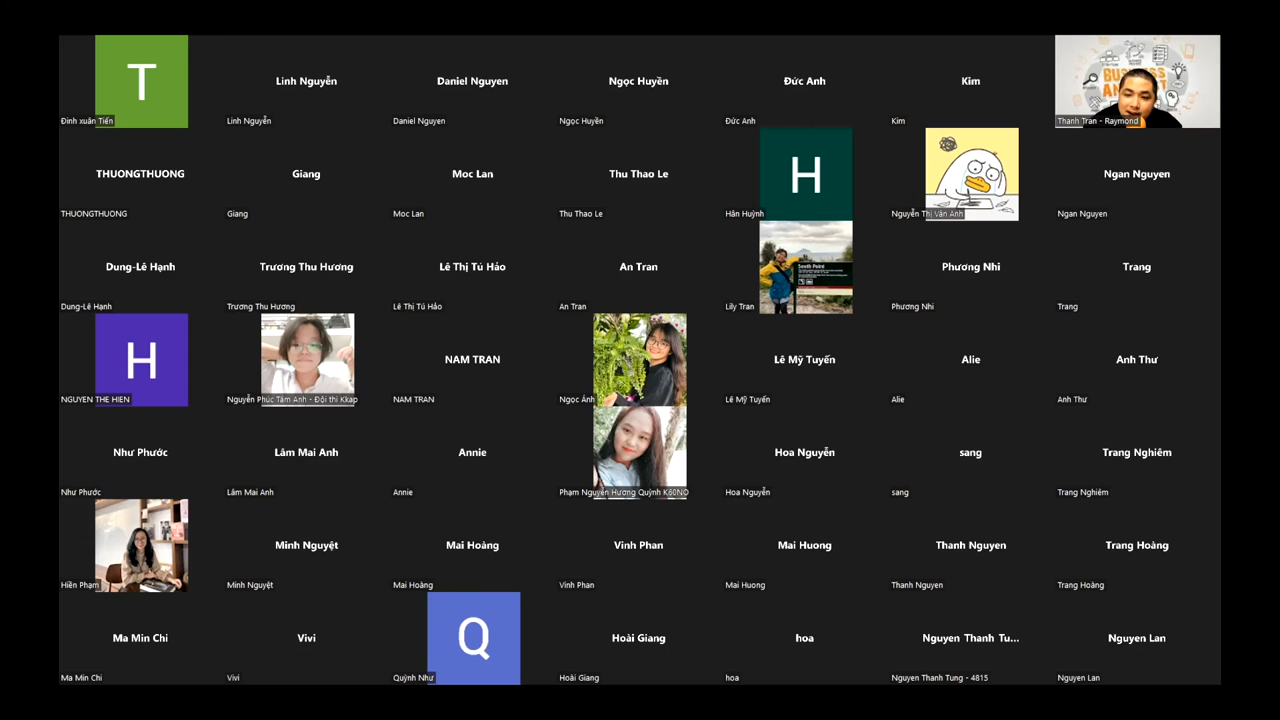 T
Đinh xuân Tiến
Linh Nguyễn
Linh Nguyễn
Daniel Nguyen
Daniel Nguyen
Ngọc Huyền
Ngọc Huyền
Đức Anh
Đức Anh
Kim
Kim
BUSINESS
Thanh Tran - Raymond
THUONGTHUONG
THUONGTHUONG
Giang
Giang
Moc Lan
Moc Lan
Thu Thao Le
Thu Thao Le
H
Hân Huỳnh
Nguyễn Thị Vân Anh
Ngan Nguyen
Ngan Nguyen
Dung-Lê Hạnh
Dung-Lê Hạnh
Trương Thu Hương
Trương Thu Hương
Lê Thị Tú Hảo
Lê Thị Tú Hảo
An Tran
An Tran
South Point
Lily Tran
Phương Nhi
Phương Nhi
Trang
Trang
H
NGUYEN THE HIEN
Nguyễn Phúc Tâm Anh - Đội thi Kkap
NAM TRAN
NAM TRAN
Ngọc Ánh
Lê Mỹ Tuyến
Lê Mỹ Tuyến
Alie
Alie
Anh Thư
Anh Thư
Như Phước
Như Phước
Lâm Mai Anh
Lâm Mai Anh
Annie
Annie
Phạm Nguyễn Hương Quỳnh K60NO
Hoa Nguyễn
Hoa Nguyễn
sang
sang
Trang Nghiêm
Trang Nghiêm
Hiền Phạm
Minh Nguyệt
Minh Nguyệt
Mai Hoàng
Mai Hoàng
Vinh Phan
Vinh Phan
Mai Huong
Mai Huong
Thanh Nguyen
Thanh Nguyen
Trang Hoàng
Trang Hoàng
Ma Min Chi
Ma Min Chi
Vivi
Vivi
Q
Quỳnh Như
Hoài Giang
Hoài Giang
hoa
hoa
Nguyen Thanh Tu...
Nguyen Thanh Tung - 4815
Nguyen Lan
Nguyen Lan